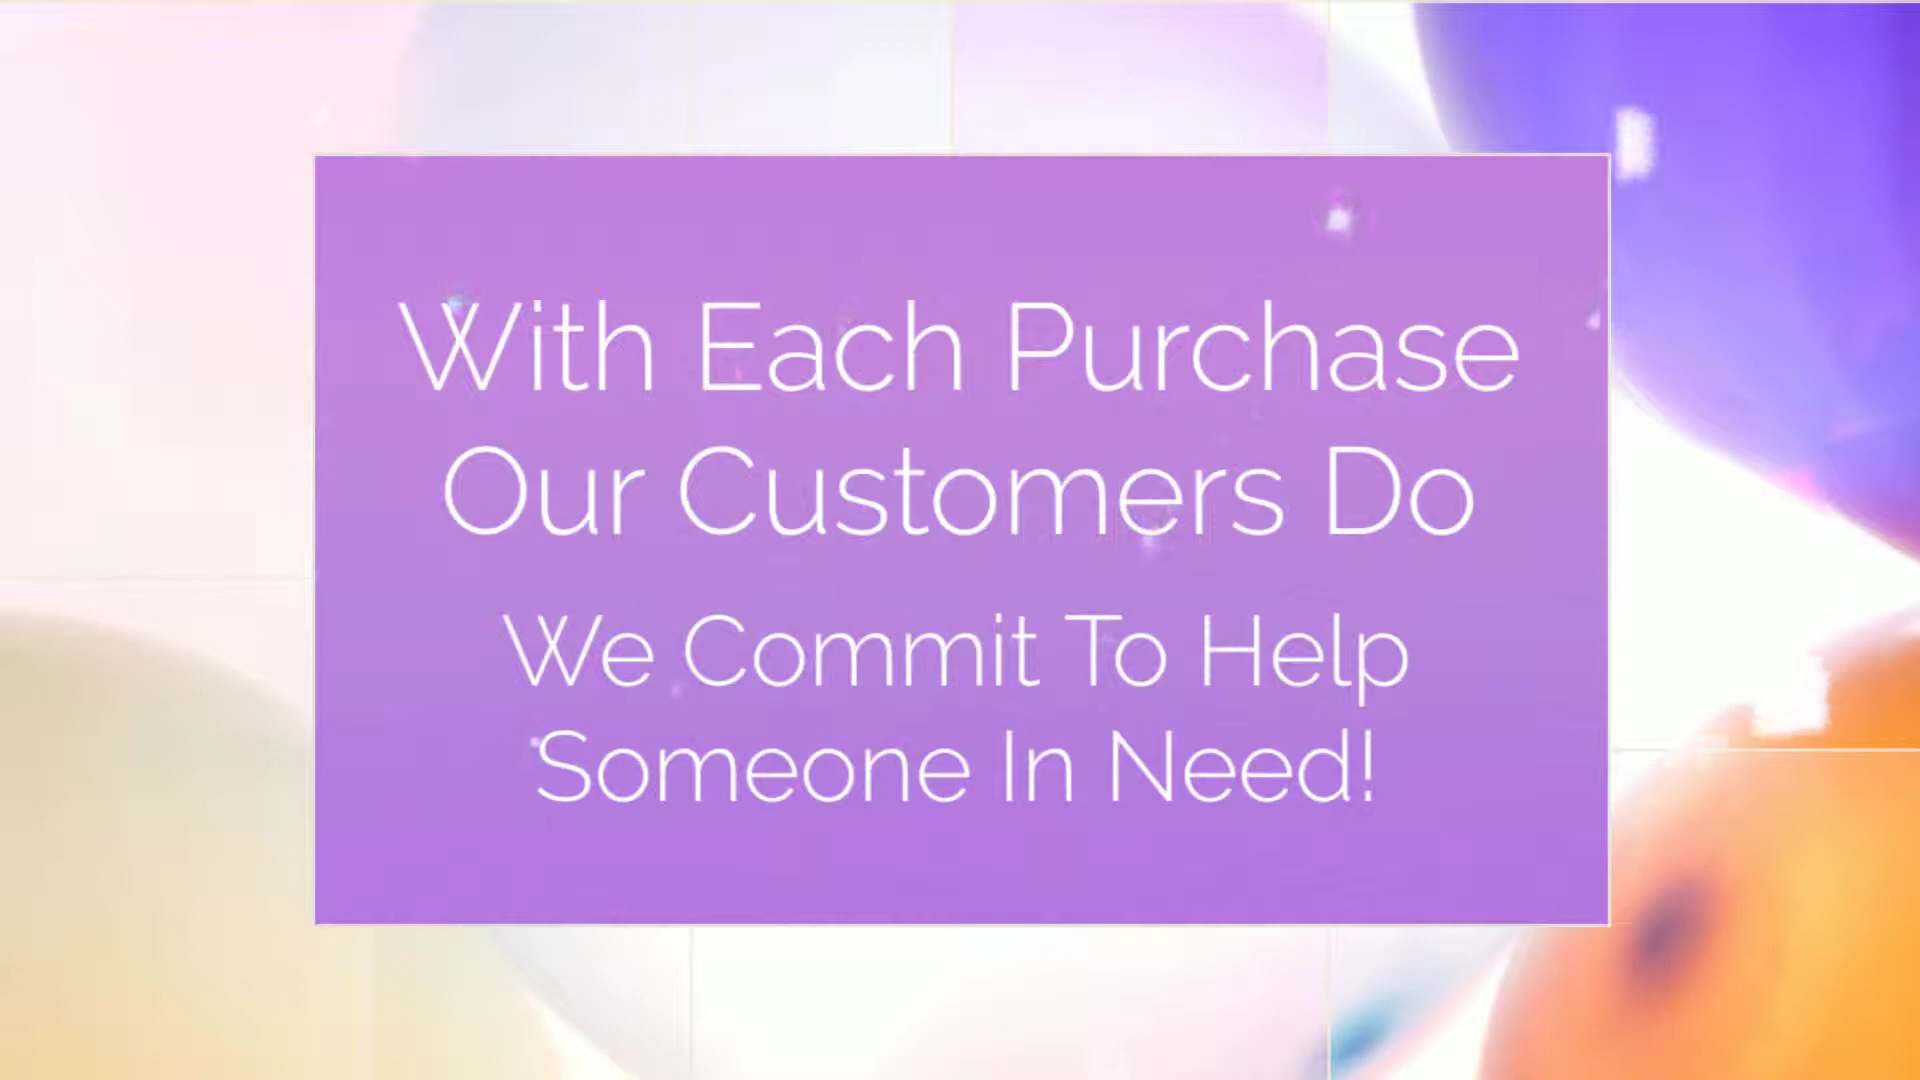 With Each Purchase
Our Customers Do
We Commit To Help
Someone In Need!